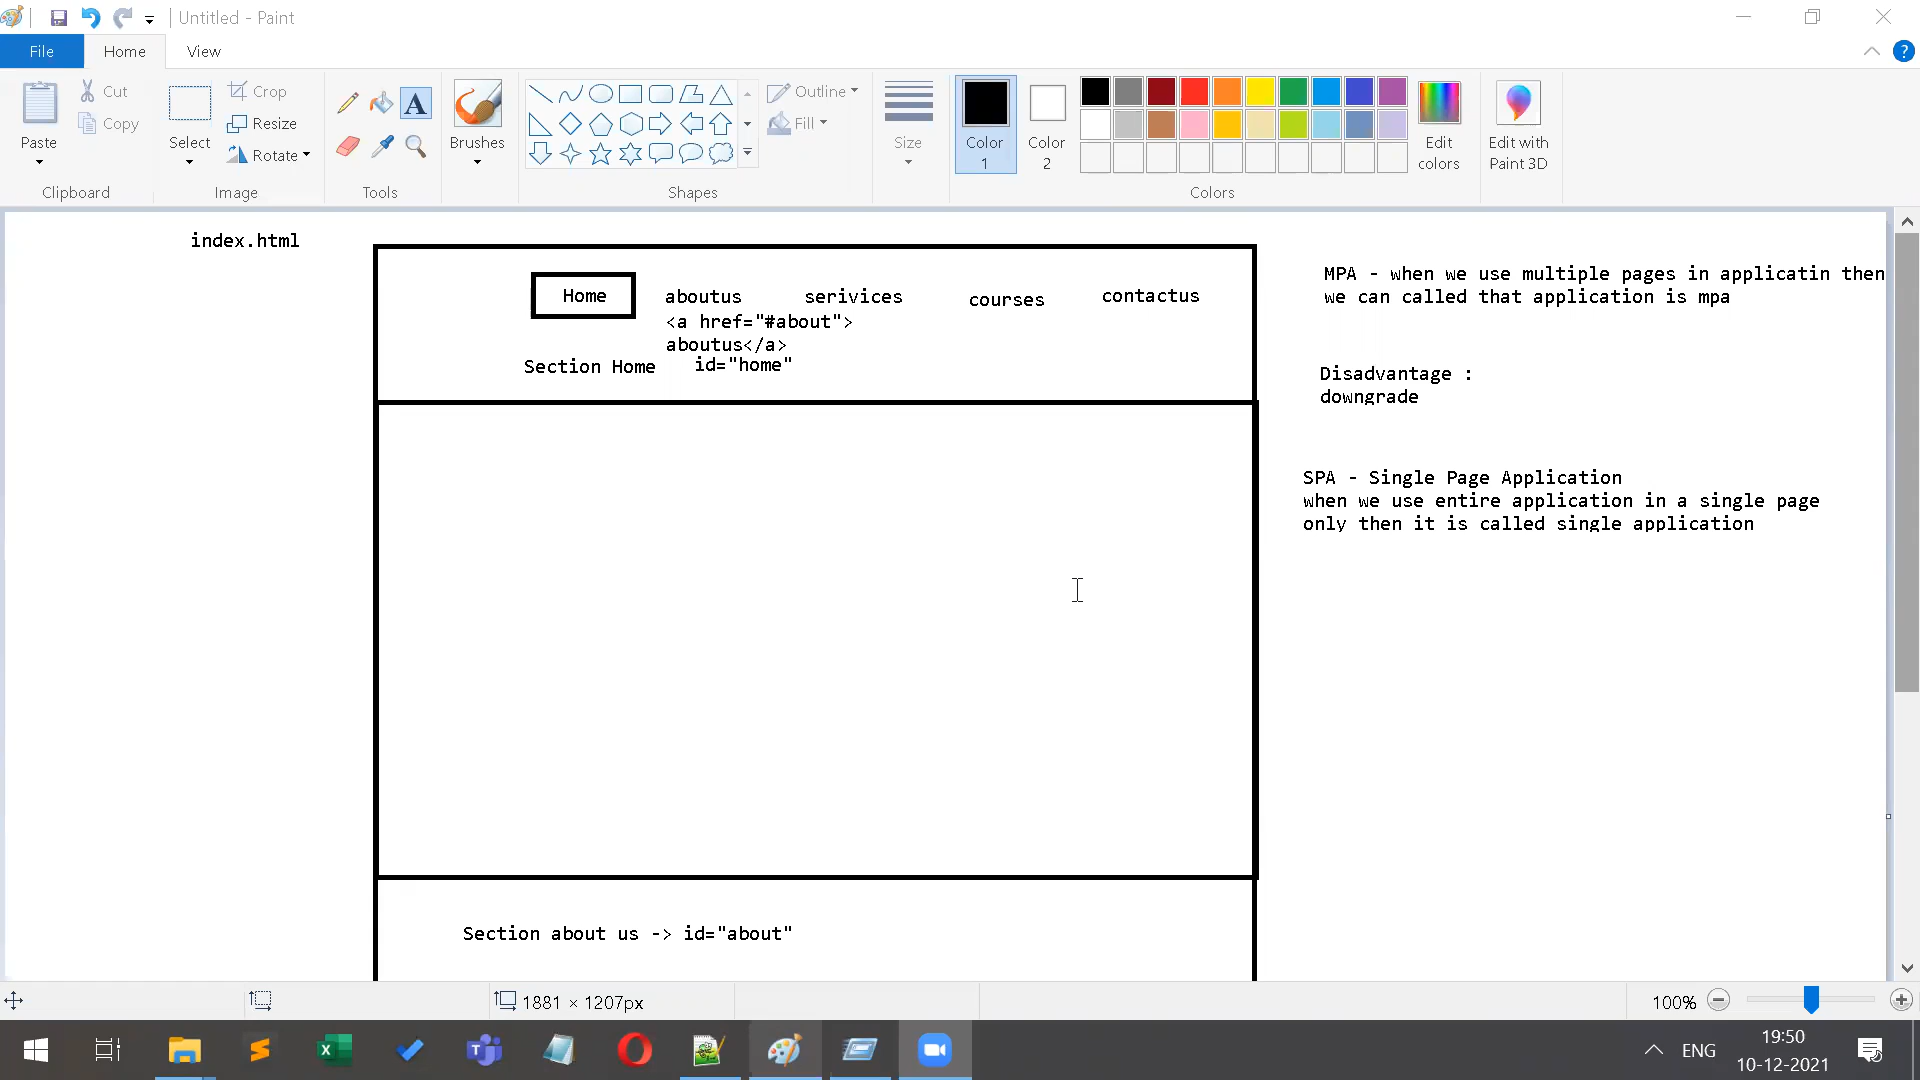 Untitled - Paint
File
Home
View
Paste
Cut
Copy
Clipboard
Select
Crop
Resize
Rotate
Image
A
Tools
Brushes
Shapes
Outline
Fill
Size
Color
1
Color
2
Edit
colors
Colors
Edit with
Paint 3D
?
index.html
Home
aboutus
serivices
courses
contactus
<a href="#about">
aboutus</a>
Section Home
id="home"
Section about us -> id="about"
MPA - when we use multiple pages in applicatin then
we can called that application is mpa
Disadvantage :
downgrade
SPA - Single Page Application
when we use entire application in a single page
only then it is called single application
1881 × 1207px
100%
ENG
19:50
10-12-2021